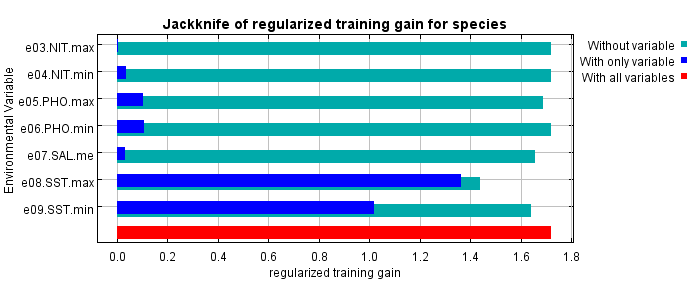 Jackknife of regularized training gain for species
Environmental Variable
e03.NIT.max
e04.NIT.min
e05.PHO.max
e06.PHO.min
e07.SAL.me
e08.SST.max
e09.SST.min
0.0 0.2 0.4 0.6 0.8 1.0 1.2 1.4 1.6 1.8
regularized training gain
Without variable
With only variable
With all variables